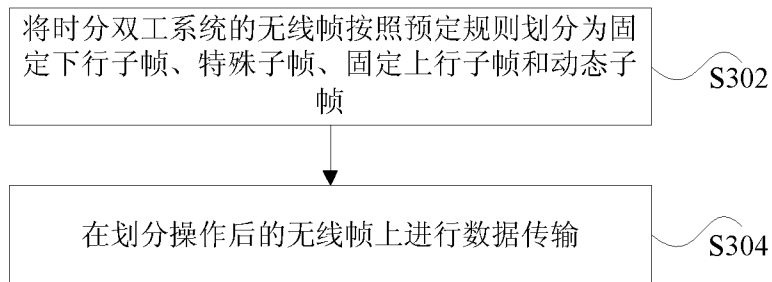 将时分双工系统的无线帧按照预定规则划分为固
定下行子帧、特殊子帧、固定上行子帧和动态子
帧
S302
在划分操作后的无线帧上进行数据传输
S304